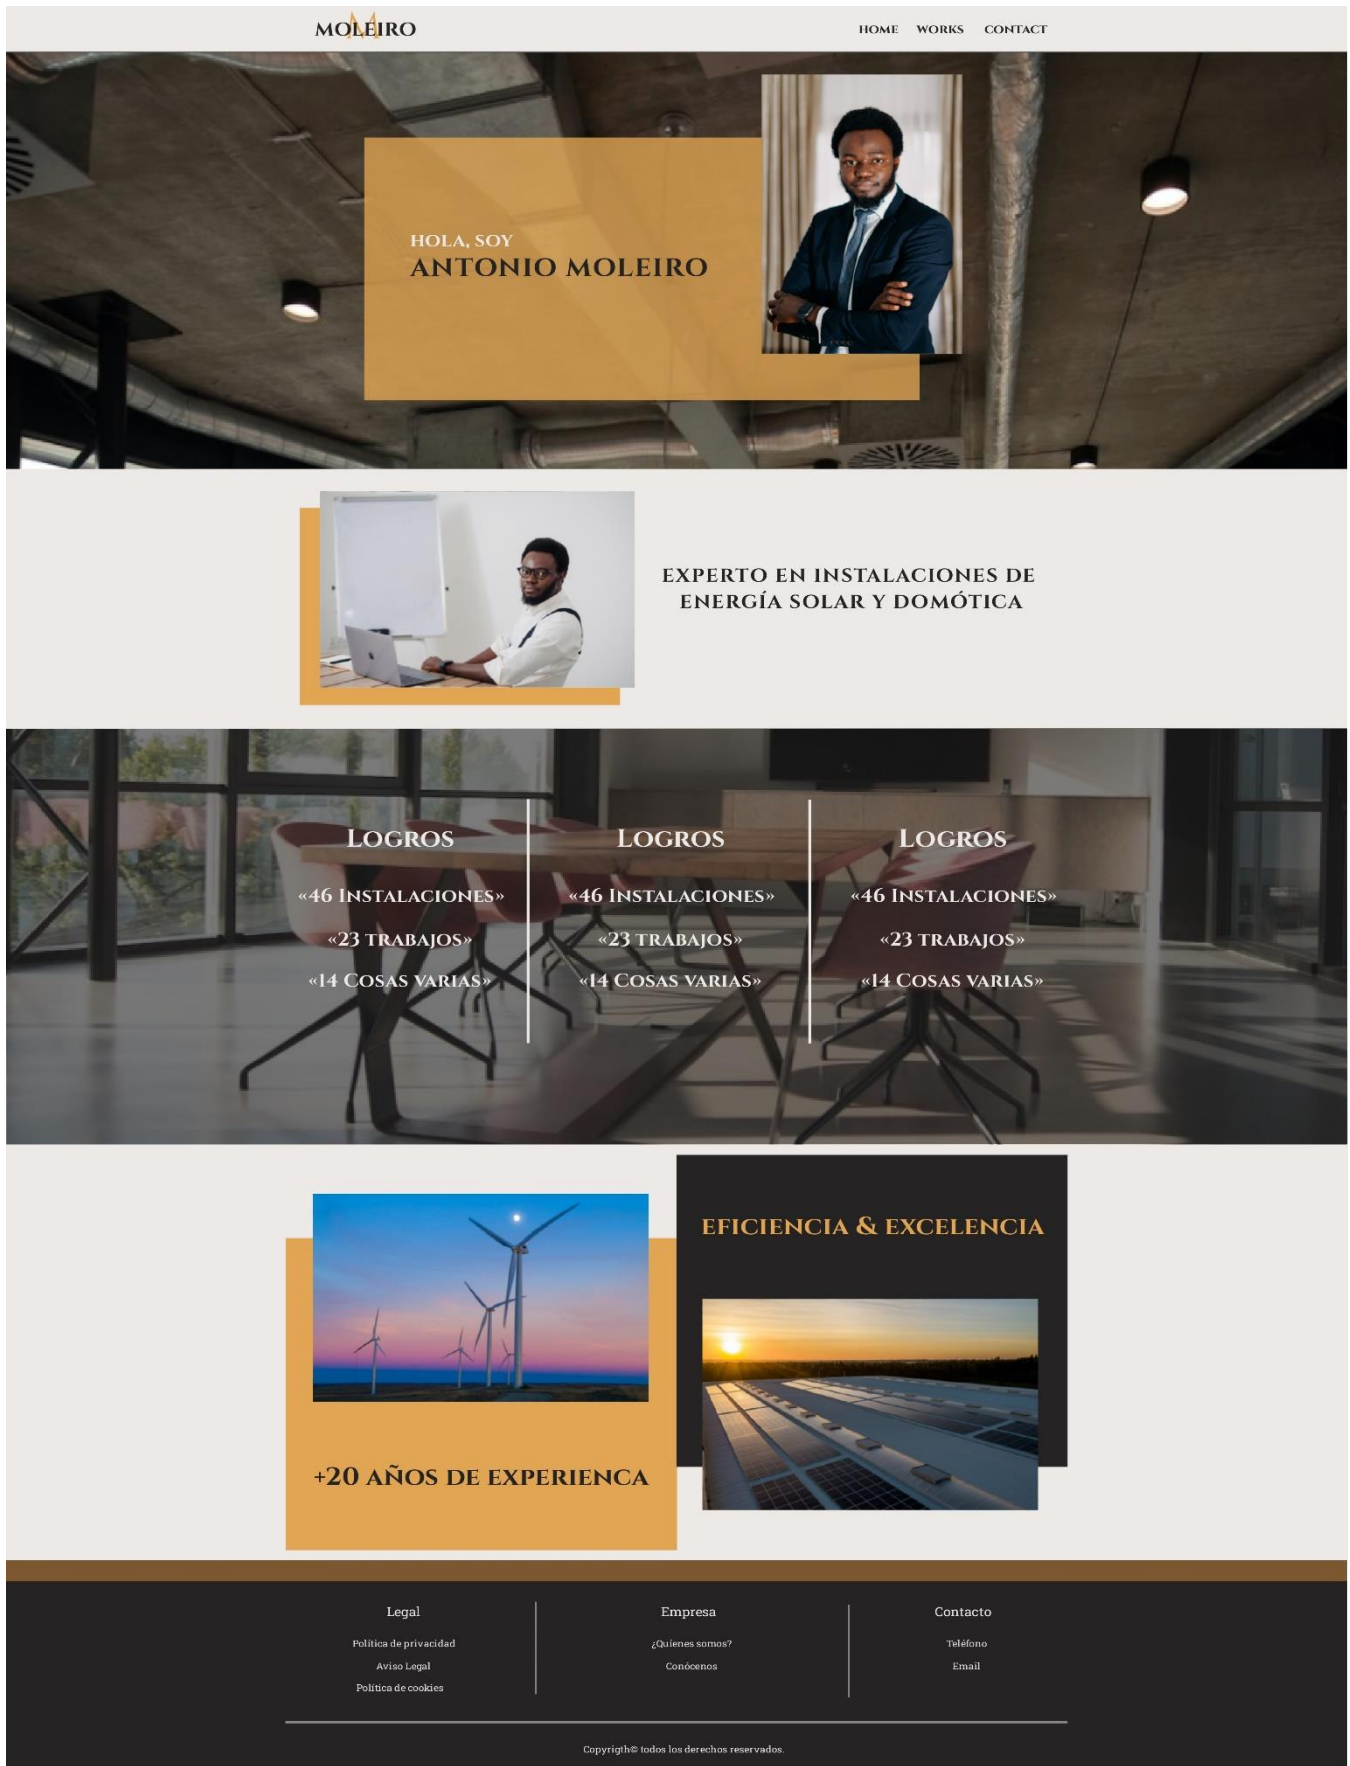 MOLEIRO
M
HOME WORKS CONTACT
HOLA, SOY
ANTONIO MOLEIRO
EXPERTO EN INSTALACIONES DE
ENERGÍA SOLAR Y DOMÓTICA
LOGROS
«46 INSTALACIONES»
«23 TRABAJOS»
«14 COSAS VARIAS»
LOGROS
«46 INSTALACIONES»
«23 TRABAJOS»
«14 COSAS VARIAS»
LOGROS
«46 INSTALACIONES»
«23 TRABAJOS»
«14 COSAS VARIAS»
EFICIENCIA & EXCELENCIA
+20 AÑOS DE EXPERIENCA
Legal
Política de privacidad
Aviso Legal
Política de cookies
Empresa
¿Quíenes somos?
Conócenos
Contacto
Teléfono
Email
Copyrigth© todos los derechos reservados.